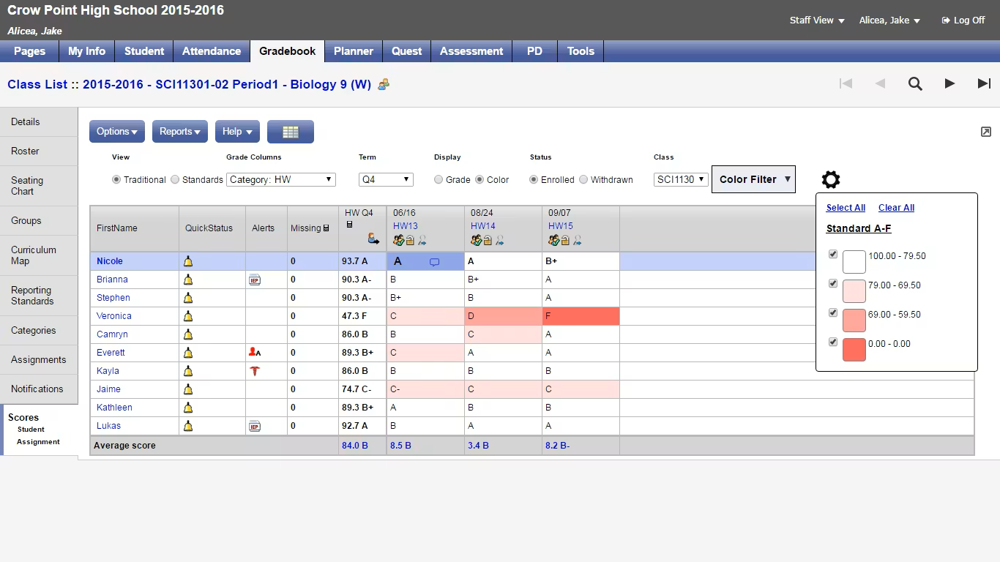 Crow Point High School 2015-2016
Alicea, Jake
Staff View Alicea, Jake Log Off
Pages My Info Student Attendance Gradebook Planner Quest Assessment PD Tools
Class List :: 2015-2016 - SCI11301-02 Period1 - Biology 9 (W)
Details
Roster
Seating
Chart
Groups
Curriculum
Map
Reporting
Standards
Categories
Assignments
Notifications
Scores
Student
Assignment
Options Reports Help
View Grade Columns Term Display Status Class
Traditional Standards Category: HW Q4 Grade Color Enrolled Withdrawn SCI1130 Color Filter
Select All Clear All
Standard A-F
100.00 - 79.50
79.00 - 69.50
69.00 - 59.50
0.00 - 0.00
HW Q4 06/16 08/24 09/07
FirstName QuickStatus Alerts Missing HW13 HW14 HW15
Nicole 0 93.7 A A A B+
Brianna IEP 0 90.3 A- B B+ A
Stephen 0 90.3 A- B+ B A
Veronica 0 47.3 F C D F
Camryn 0 86.0 B B C A
Everett A 0 89.3 B+ C A A
Kayla 0 86.0 B B B B
Jaime 0 74.7 C- C- C C
Kathleen 0 89.3 B+ A B B
Lukas IEP 0 92.7 A B A A
Average score 84.0 B 8.5 B 3.4 B 8.2 B-